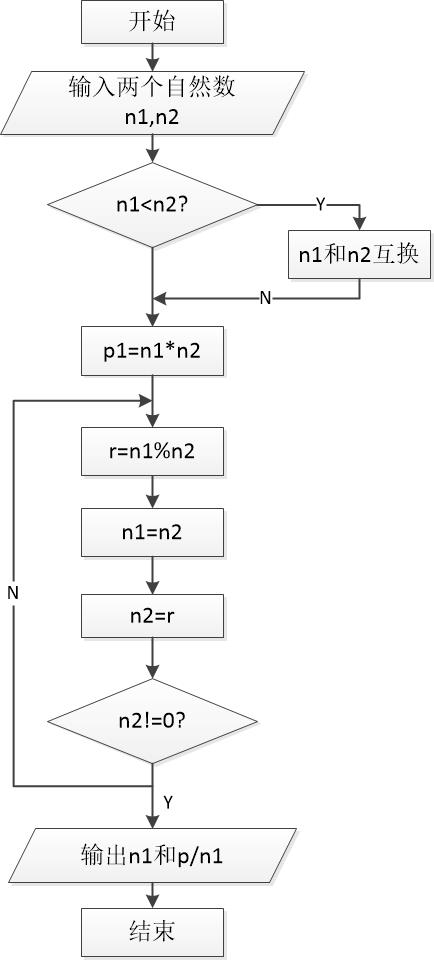 开始
输入两个自然数
n1,n2
n1<n2?
Y
n1和n2互换
N
p1=n1*n2
r=n1%n2
n1=n2
N
n2=r
n2!=0?
Y
输出n1和p/n1
结束